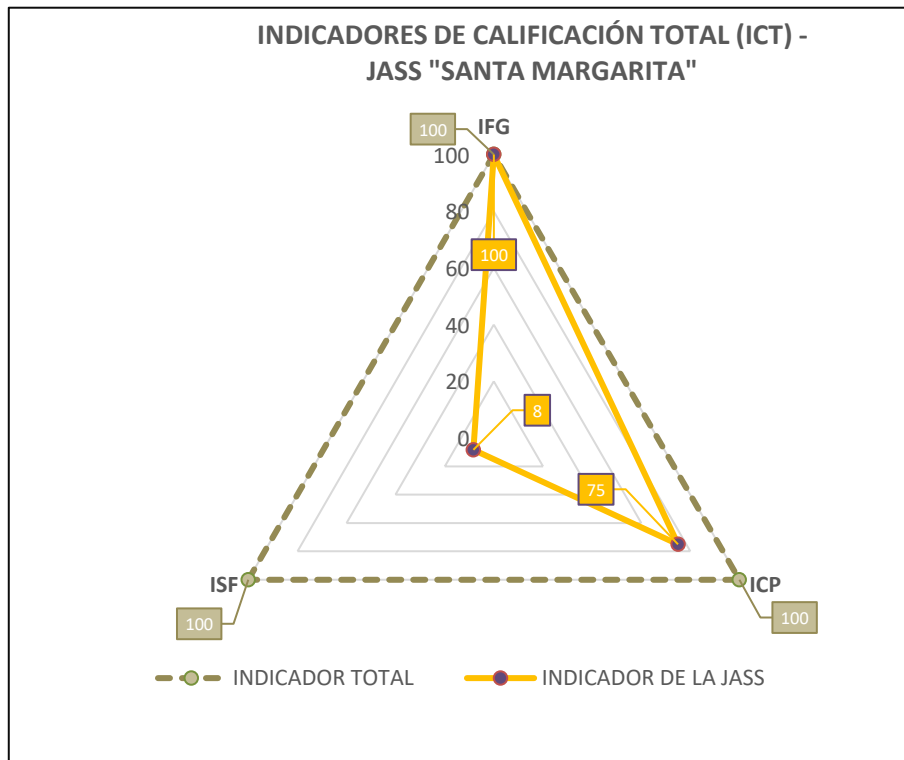 INDICADORES DE CALIFICACIÓN TOTAL (ICT) -
JASS "SANTA MARGARITA"
IFG
100
100
80
100
60
40
20
8
0
75
ISF
ICP
100
100
INDICADOR TOTAL
INDICADOR DE LA JASS